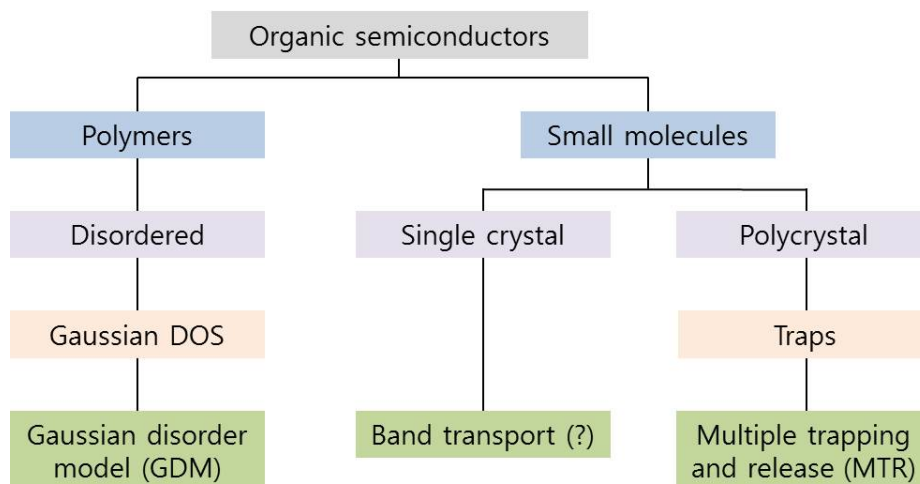 Organic semiconductors
Polymers
Small molecules
Disordered
Single crystal
Polycrystal
Gaussian DOS
Traps
Gaussian disorder
model (GDM)
Band transport (?)
Multiple trapping
and release (MTR)